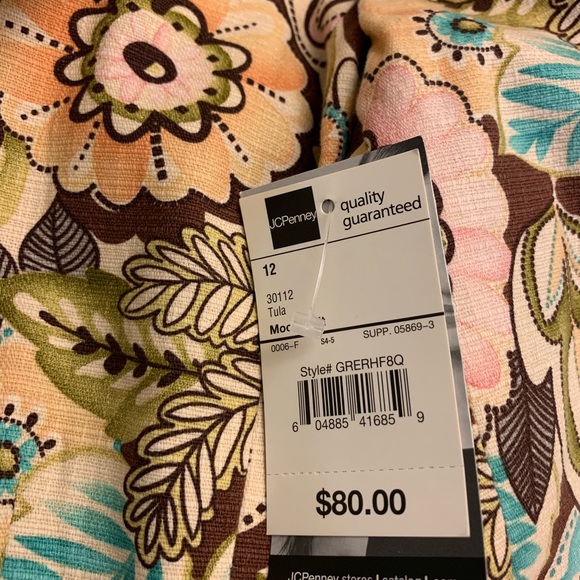 JCPenney
quality
guaranteed
12
30112
Tula
0006-F S4-5 SUPP. 05869-3
Style# GRERHF8Q
6 04885 41685 9
$80.00
JCPenney stores | catalog |